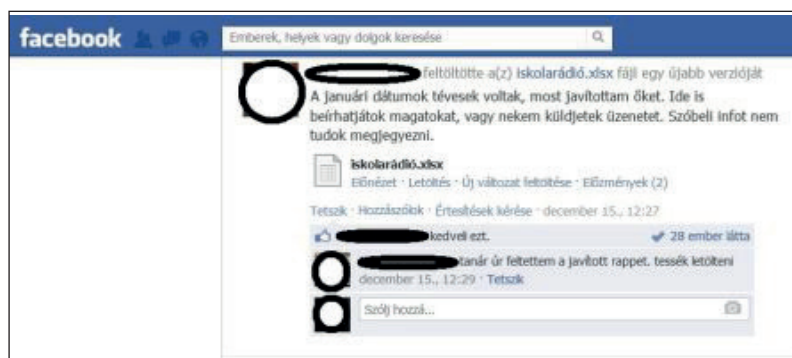 facebook
Emberek, helyek vagy dolgok keresése
feltöltötte a(z) iskolarádió.xlsx fájl egy újabb verzióját
A januári dátumok tévesek voltak, most javítottam őket. Ide is
beírhatjátok magatokat, vagy nekem küldjetek üzenetet. Szóbeli infot nem
tudok megjegyezni.
iskolarádió.xlsx
Előnézet · Letöltés · Új változat feltöltése · Előzmények (2)
Tetszik · Hozzászólok · Értesítések kérése · december 15., 12:27
kedveli ezt. 28 ember látta
tanár úr feltettem a javított rappet. tessék letölteni
december 15., 12:29 · Tetszik
Szólj hozzá...